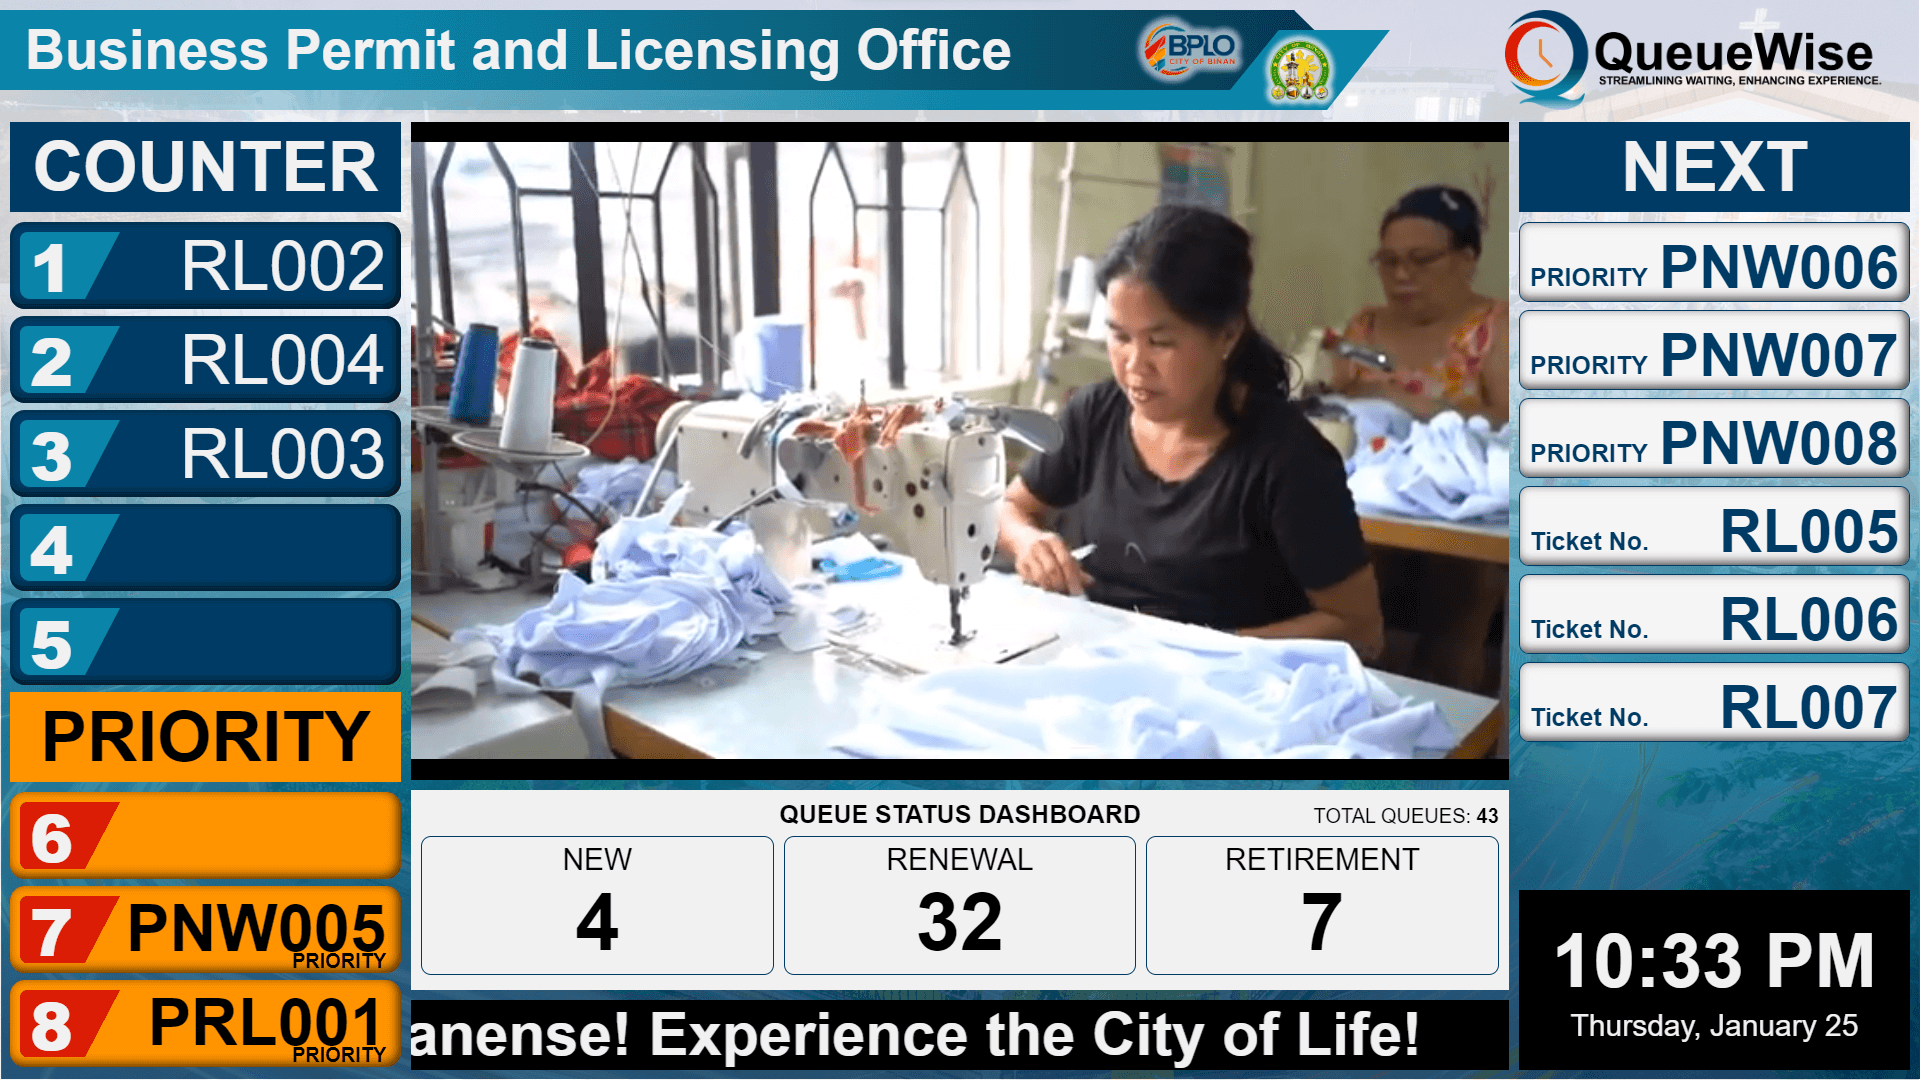 Business Permit and Licensing Office
BPLO
CITY OF BIÑAN
QueueWise
STREAMLINING WAITING, ENHANCING EXPERIENCE.
COUNTER
1 RL002
2 RL004
3 RL003
4
5
PRIORITY
6
7 PNW005
PRIORITY
8 PRL001
PRIORITY
QUEUE STATUS DASHBOARD
TOTAL QUEUES: 43
NEW
4
RENEWAL
32
RETIREMENT
7
anense! Experience the City of Life!
NEXT
PRIORITY PNW006
PRIORITY PNW007
PRIORITY PNW008
Ticket No. RL005
Ticket No. RL006
Ticket No. RL007
10:33 PM
Thursday, January 25